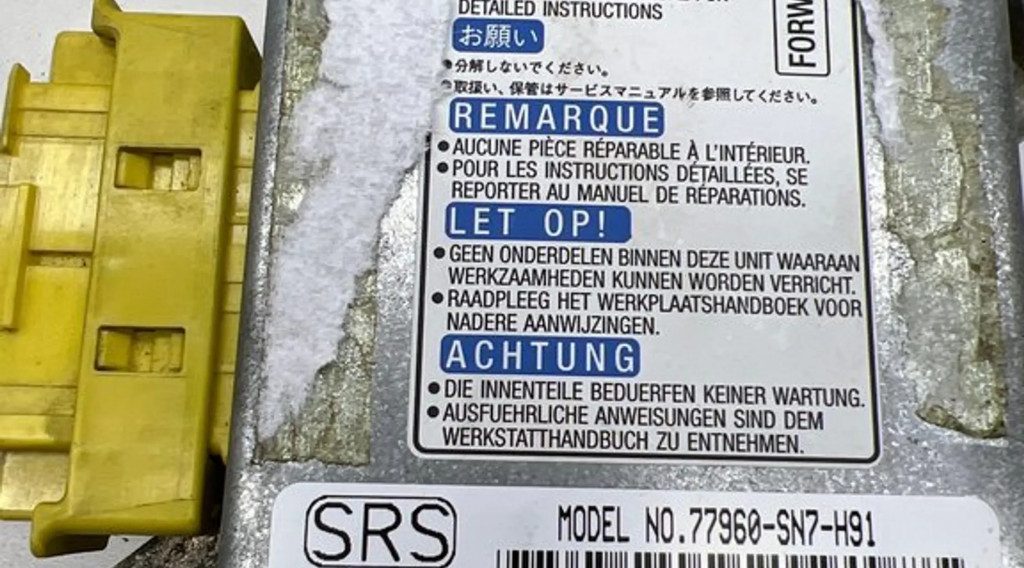 DETAILED INSTRUCTIONS
FORW
お願い
●分解しないでください。
●取扱い、保管はサービスマニュアルを参照してください。
REMARQUE
●AUCUNE PIÈCE RÉPARABLE À L'INTÉRIEUR.
●POUR LES INSTRUCTIONS DÉTAILLÉES, SE
REPORTER AU MANUEL DE RÉPARATIONS.
LET OP!
●GEEN ONDERDELEN BINNEN DEZE UNIT WAARAAN
WERKZAAMHEDEN KUNNEN WORDEN VERRICHT.
●RAADPLEEG HET WERKPLAATSHANDBOEK VOOR
NADERE AANWIJZINGEN.
ACHTUNG
●DIE INNENTEILE BEDUERFEN KEINER WARTUNG.
●AUSFUEHRLICHE ANWEISUNGEN SIND DEM
WERKSTATTHANDBUCH ZU ENTNEHMEN.
SRS
MODEL NO.77960-SN7-H91